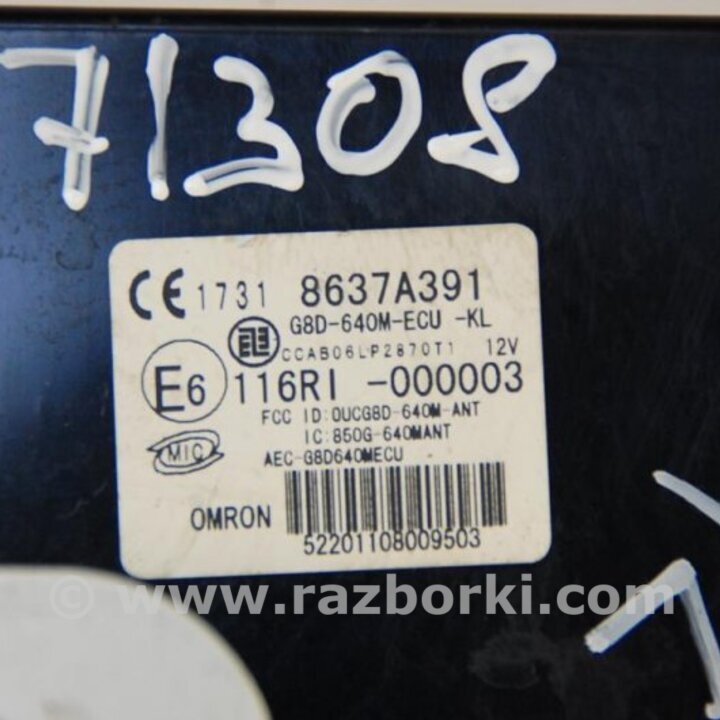 71308
CE 1731 8637A391
G8D-640M-ECU -KL
CCAB06LP2870T1 12V
E6 116RI -000003
FCC ID:OUCG8D-640M-ANT
IC:850G-640MANT
MIC AEC-G8D640MECU
OMRON
52201108009503
© www.razborki.com